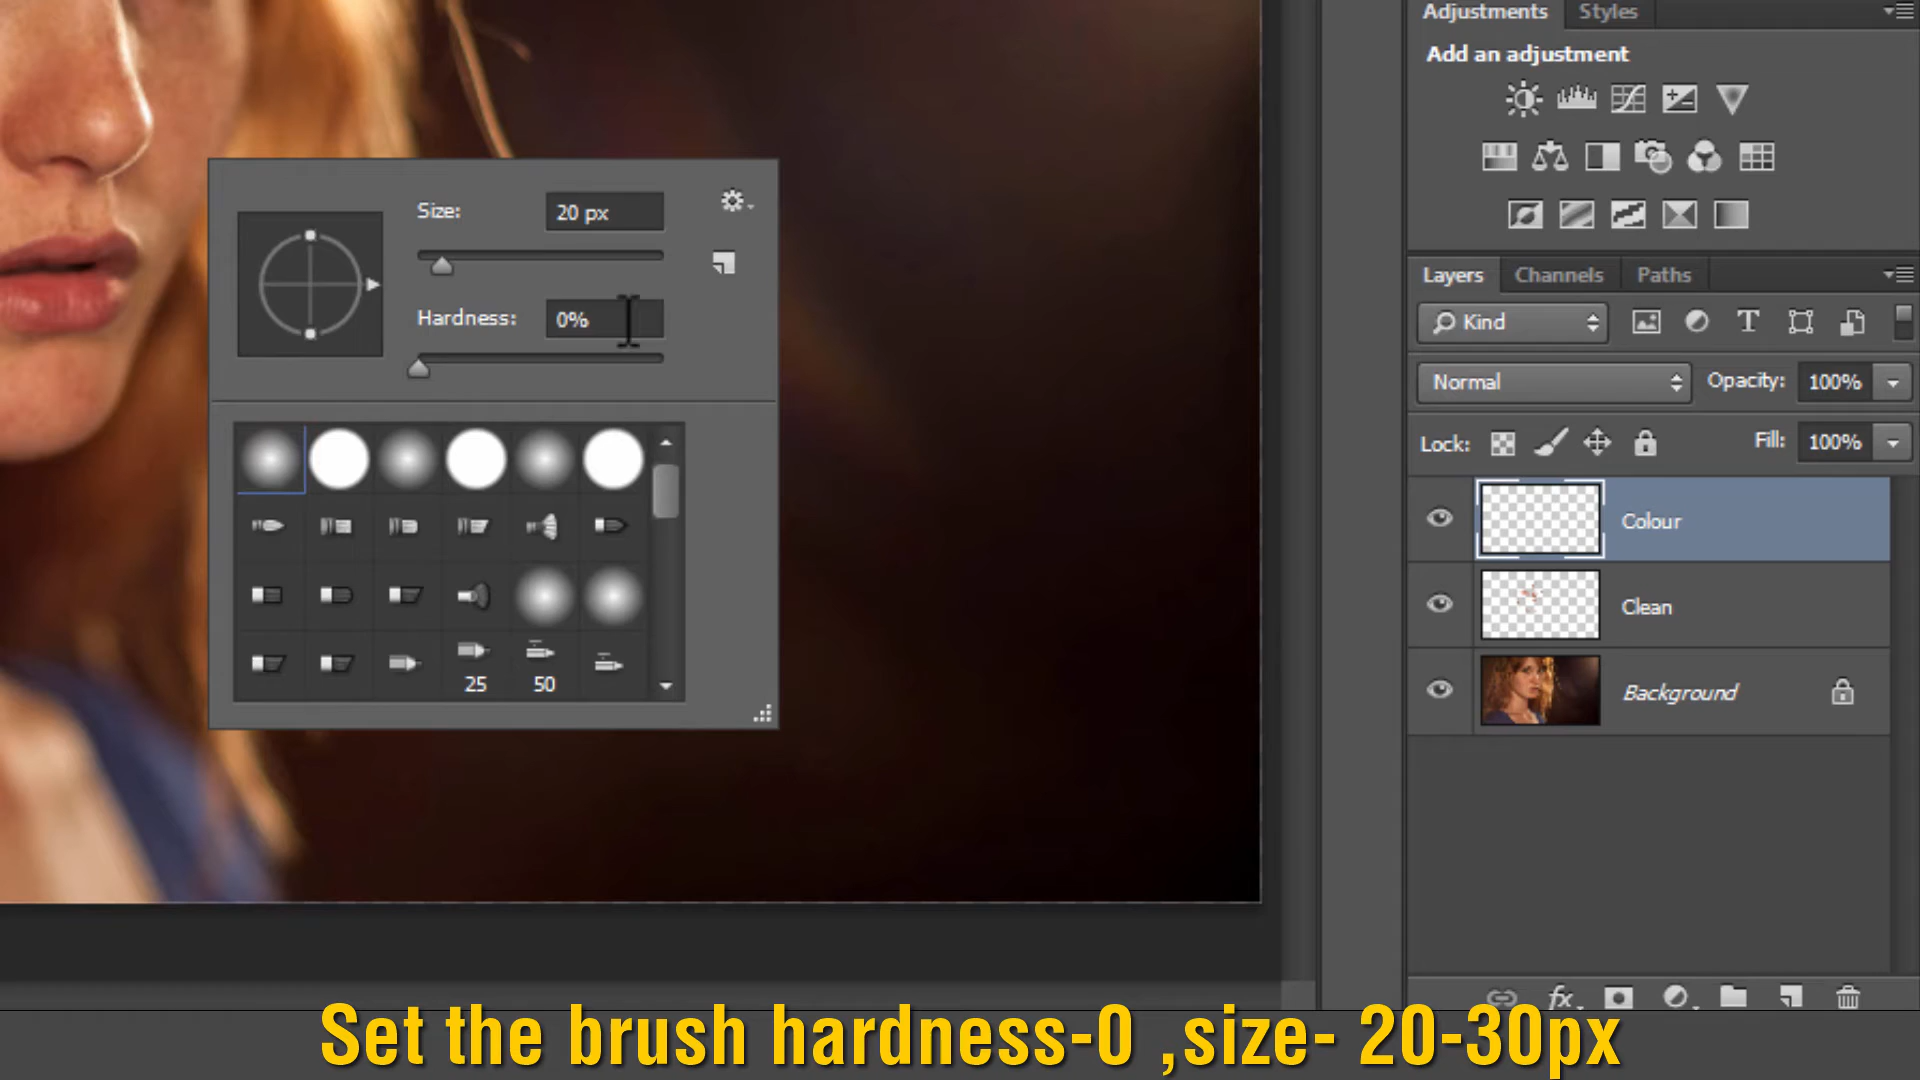 Adjustments Styles
Add an adjustment
Size: 20 px
Hardness: 0%
25 50
Layers Channels Paths
Kind
Normal Opacity: 100%
Lock: Fill: 100%
Colour
Clean
Background
fx
Set the brush hardness-0 ,size- 20-30px